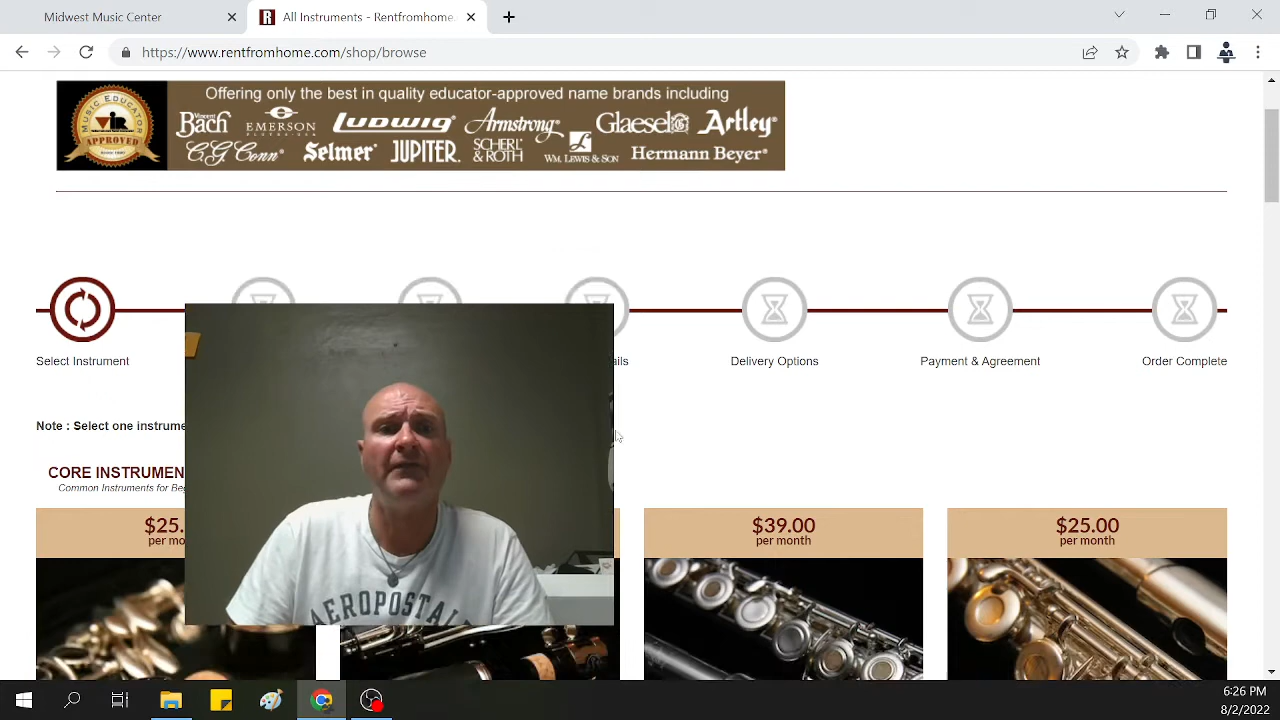 Midwest Music Center
All Instruments - Rentfromhome.
https://www.rentfromhome.com/shop/browse
MUSIC EDUCATOR
VIR
APPROVED
Offering only the best in quality educator-approved name brands including
Vincent Bach EMERSON Ludwig Armstrong Glaesel Artley
C.G. Conn Selmer JUPITER. SCHERL & ROTH WM. LEWIS & SON Hermann Beyer
Select Instrument
ails
Delivery Options
Payment & Agreement
Order Complete
Note : Select one instrume
CORE INSTRUMEN
Common Instruments for Be
$25.
per mo
$39.00
per month
$25.00
per month
AEROPOSTAL
6:26 PM
8/2/2022